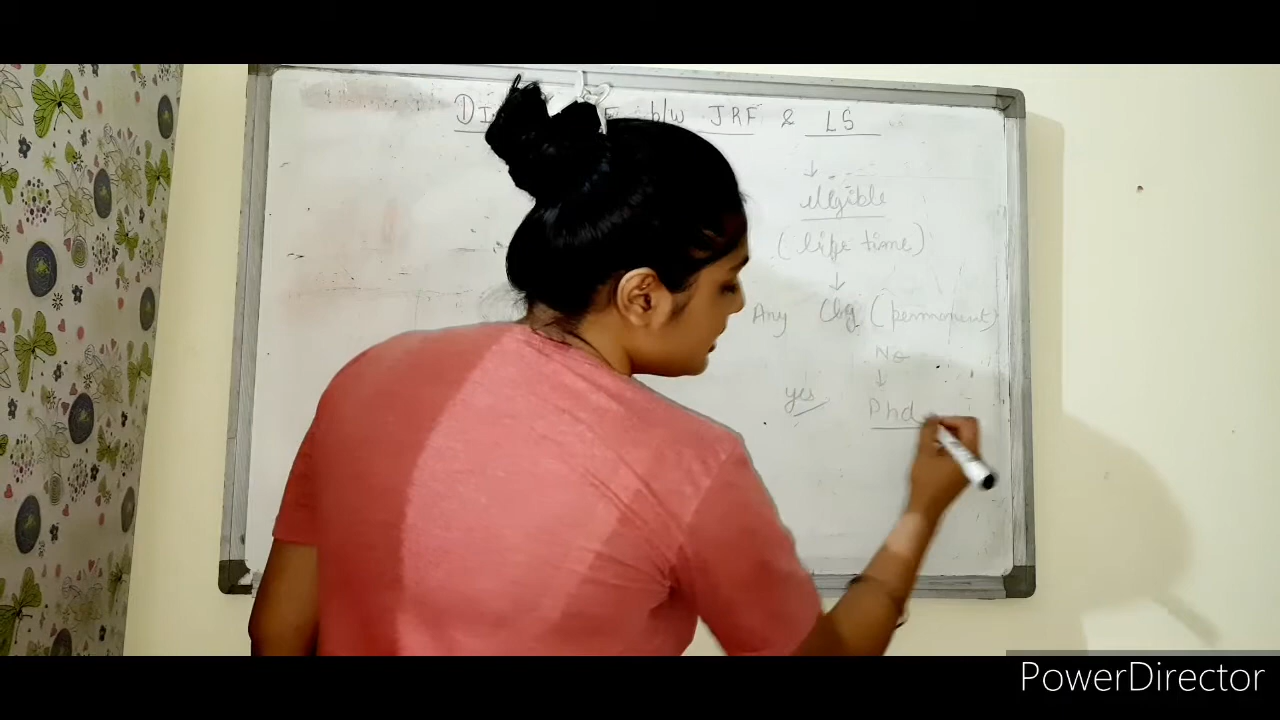 b/w JRF & LS
eligible
(life time)
Any Clg (permanent)
No
yes Phd
PowerDirector